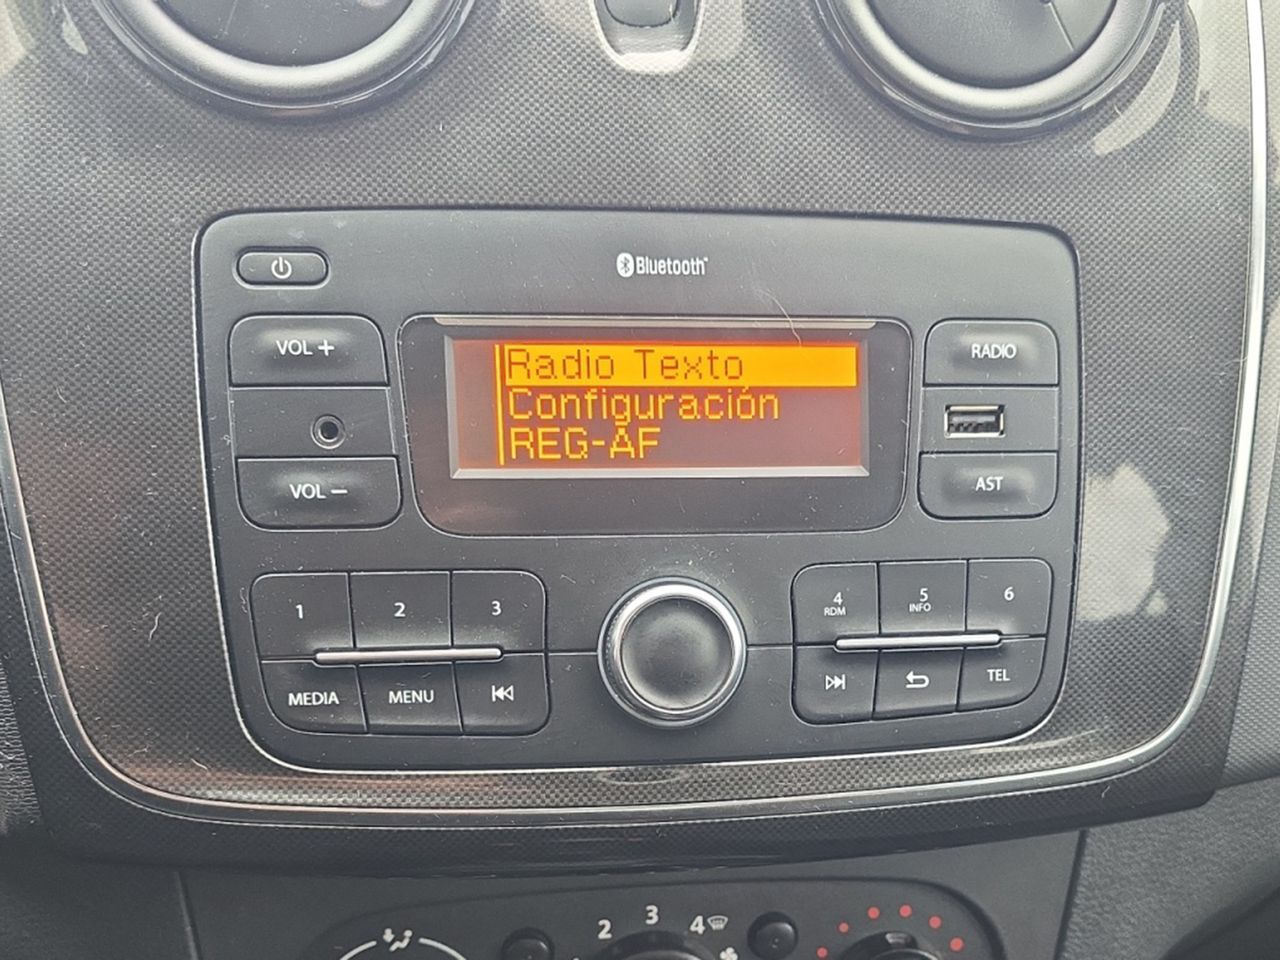 Bluetooth
VOL +
Radio Texto
RADIO
Configuración
REG-AF
VOL –
AST
1
2
3
4
RDM
5
INFO
6
MEDIA
MENU
TEL
2
3
4